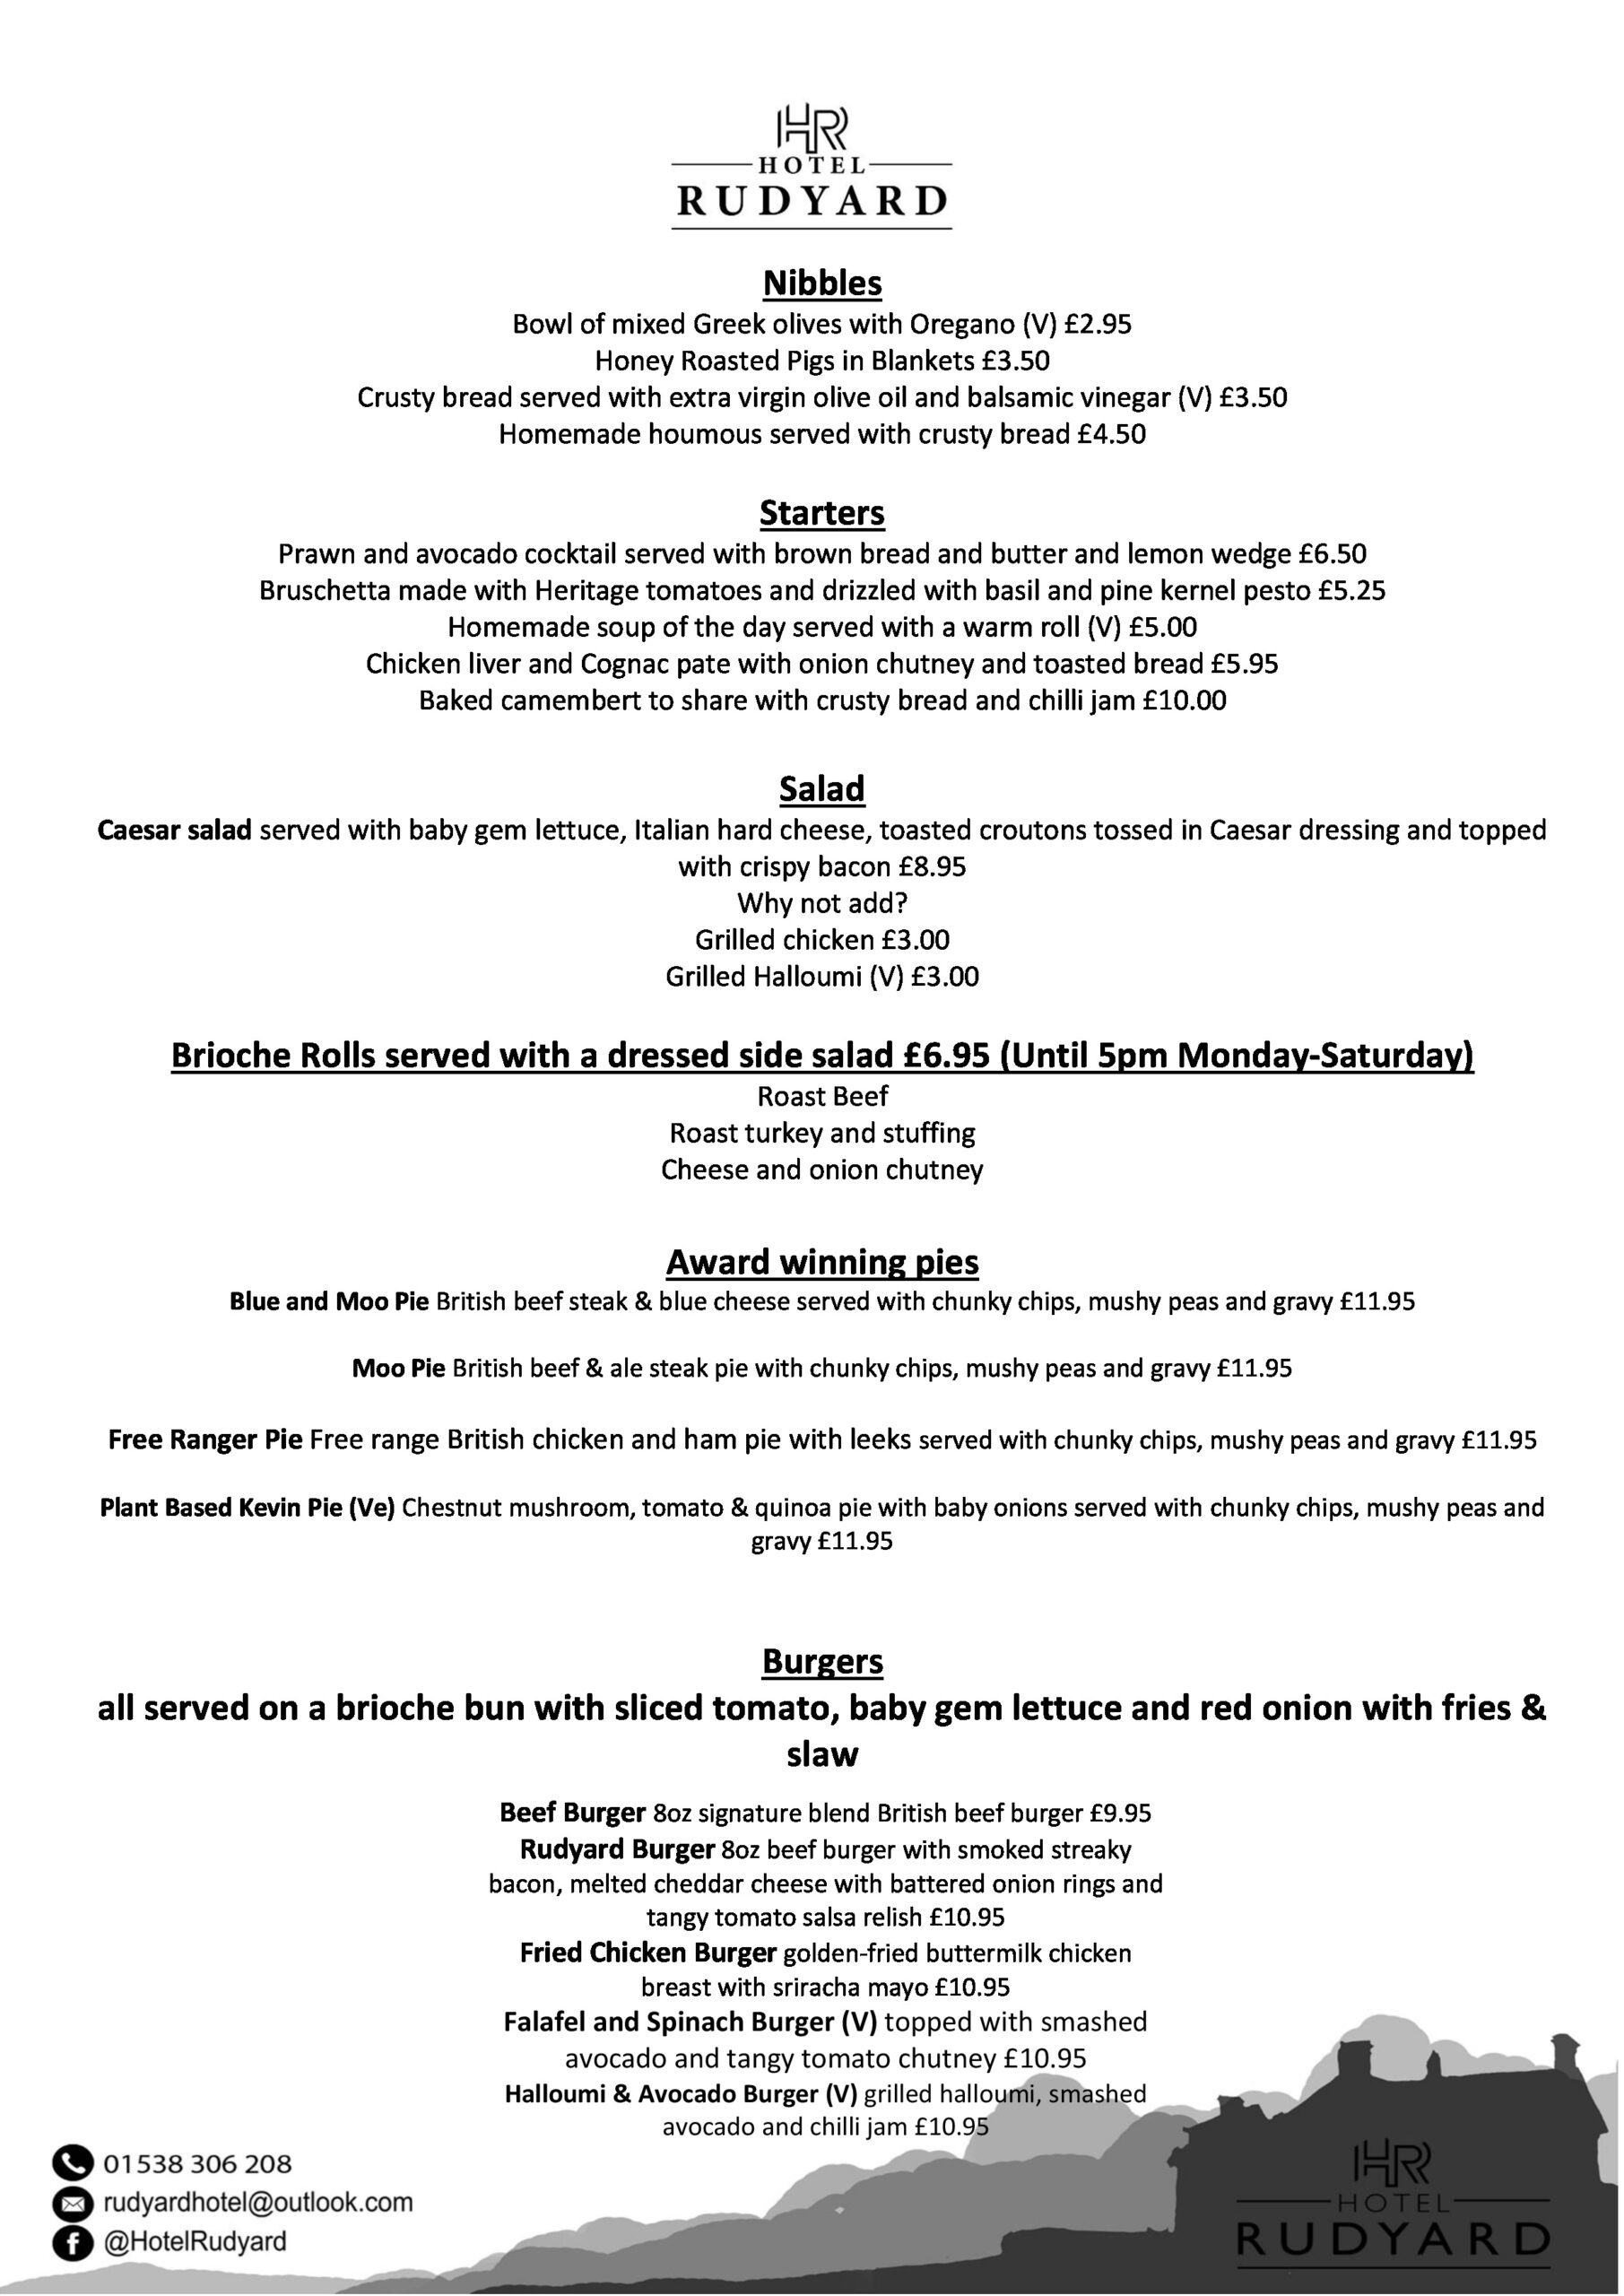 HR
HOTEL
RUDYARD
Nibbles
Bowl of mixed Greek olives with Oregano (V) £2.95
Honey Roasted Pigs in Blankets £3.50
Crusty bread served with extra virgin olive oil and balsamic vinegar (V) £3.50
Homemade houmous served with crusty bread £4.50
Starters
Prawn and avocado cocktail served with brown bread and butter and lemon wedge £6.50
Bruschetta made with Heritage tomatoes and drizzled with basil and pine kernel pesto £5.25
Homemade soup of the day served with a warm roll (V) £5.00
Chicken liver and Cognac pate with onion chutney and toasted bread £5.95
Baked camembert to share with crusty bread and chilli jam £10.00
Salad
Caesar salad served with baby gem lettuce, Italian hard cheese, toasted croutons tossed in Caesar dressing and topped
with crispy bacon £8.95
Why not add?
Grilled chicken £3.00
Grilled Halloumi (V) £3.00
Brioche Rolls served with a dressed side salad £6.95 (Until 5pm Monday-Saturday)
Roast Beef
Roast turkey and stuffing
Cheese and onion chutney
Award winning pies
Blue and Moo Pie British beef steak & blue cheese served with chunky chips, mushy peas and gravy £11.95
Moo Pie British beef & ale steak pie with chunky chips, mushy peas and gravy £11.95
Free Ranger Pie Free range British chicken and ham pie with leeks served with chunky chips, mushy peas and gravy £11.95
Plant Based Kevin Pie (Ve) Chestnut mushroom, tomato & quinoa pie with baby onions served with chunky chips, mushy peas and
gravy £11.95
Burgers
all served on a brioche bun with sliced tomato, baby gem lettuce and red onion with fries &
slaw
Beef Burger 8oz signature blend British beef burger £9.95
Rudyard Burger 8oz beef burger with smoked streaky
bacon, melted cheddar cheese with battered onion rings and
tangy tomato salsa relish £10.95
Fried Chicken Burger golden-fried buttermilk chicken
breast with sriracha mayo £10.95
Falafel and Spinach Burger (V) topped with smashed
avocado and tangy tomato chutney £10.95
Halloumi & Avocado Burger (V) grilled halloumi, smashed
avocado and chilli jam £10.95
01538 306 208
rudyardhotel@outlook.com
@HotelRudyard
HR
HOTEL
RUDYARD